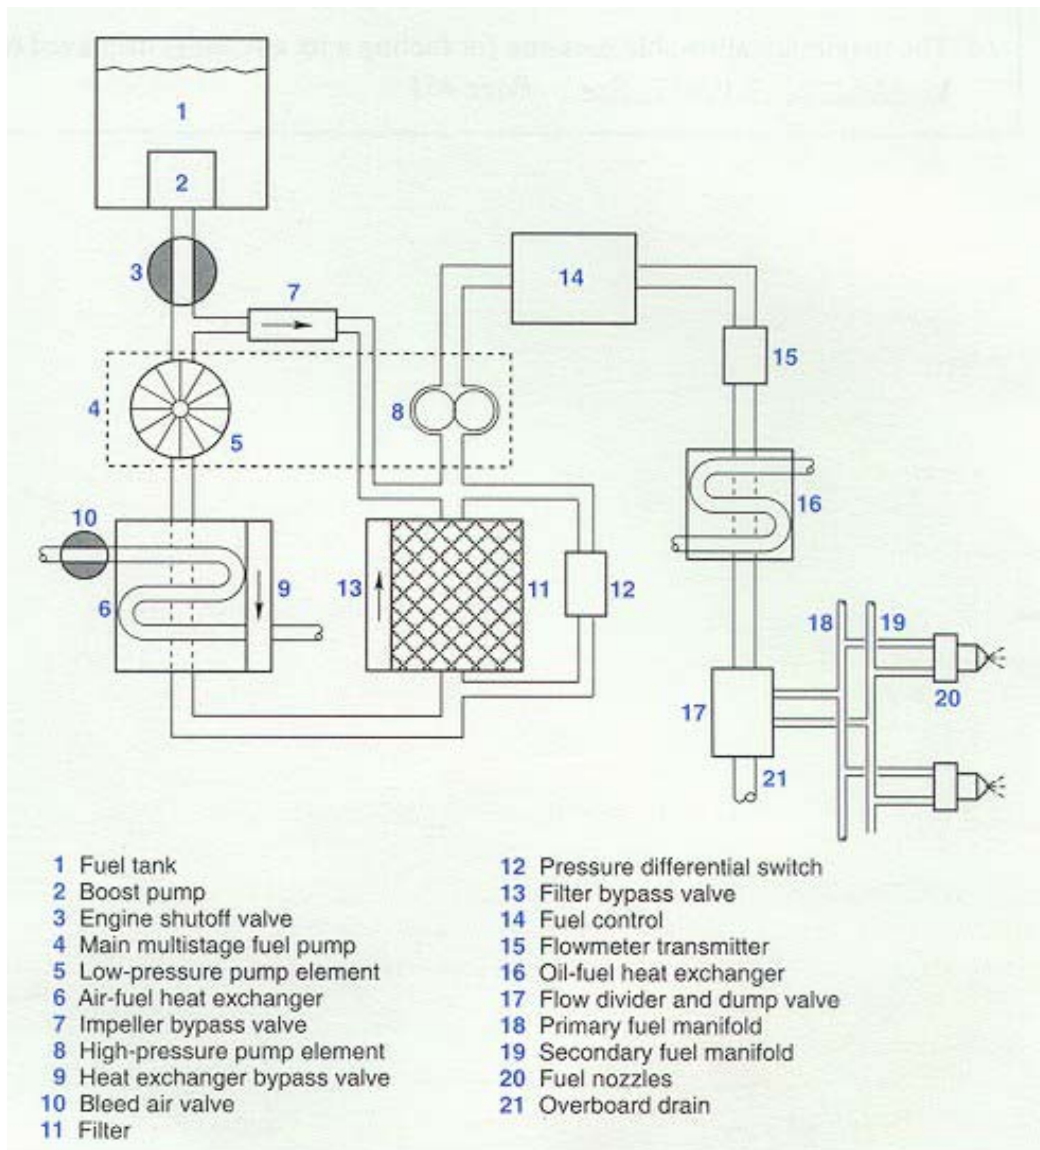 1
2
3
7
14
15
4
8
5
16
10
13
11
12
9
6
18
19
20
17
21
1 Fuel tank
2 Boost pump
3 Engine shutoff valve
4 Main multistage fuel pump
5 Low-pressure pump element
6 Air-fuel heat exchanger
7 Impeller bypass valve
8 High-pressure pump element
9 Heat exchanger bypass valve
10 Bleed air valve
11 Filter
12 Pressure differential switch
13 Filter bypass valve
14 Fuel control
15 Flowmeter transmitter
16 Oil-fuel heat exchanger
17 Flow divider and dump valve
18 Primary fuel manifold
19 Secondary fuel manifold
20 Fuel nozzles
21 Overboard drain